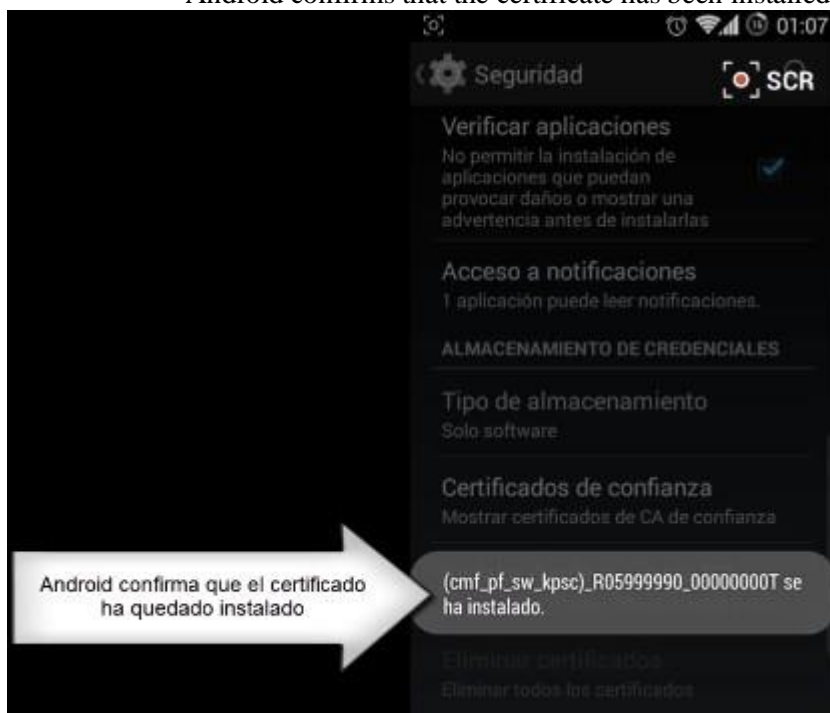 Android confirms that the certificate has been installed
01:07
Seguridad
SCR
Verificar aplicaciones
No permitir la instalación de
aplicaciones que puedan
provocar daños o mostrar una
advertencia antes de instalarlas
Acceso a notificaciones
1 aplicación puede leer notificaciones.
ALMACENAMIENTO DE CREDENCIALES
Tipo de almacenamiento
Solo software
Certificados de confianza
Mostrar certificados de CA de confianza
Android confirma que el certificado
ha quedado instalado
(cmf_pf_sw_kpsc)_R05999990_00000000T se
ha instalado.
Eliminar certificados
Eliminar todos los certificados